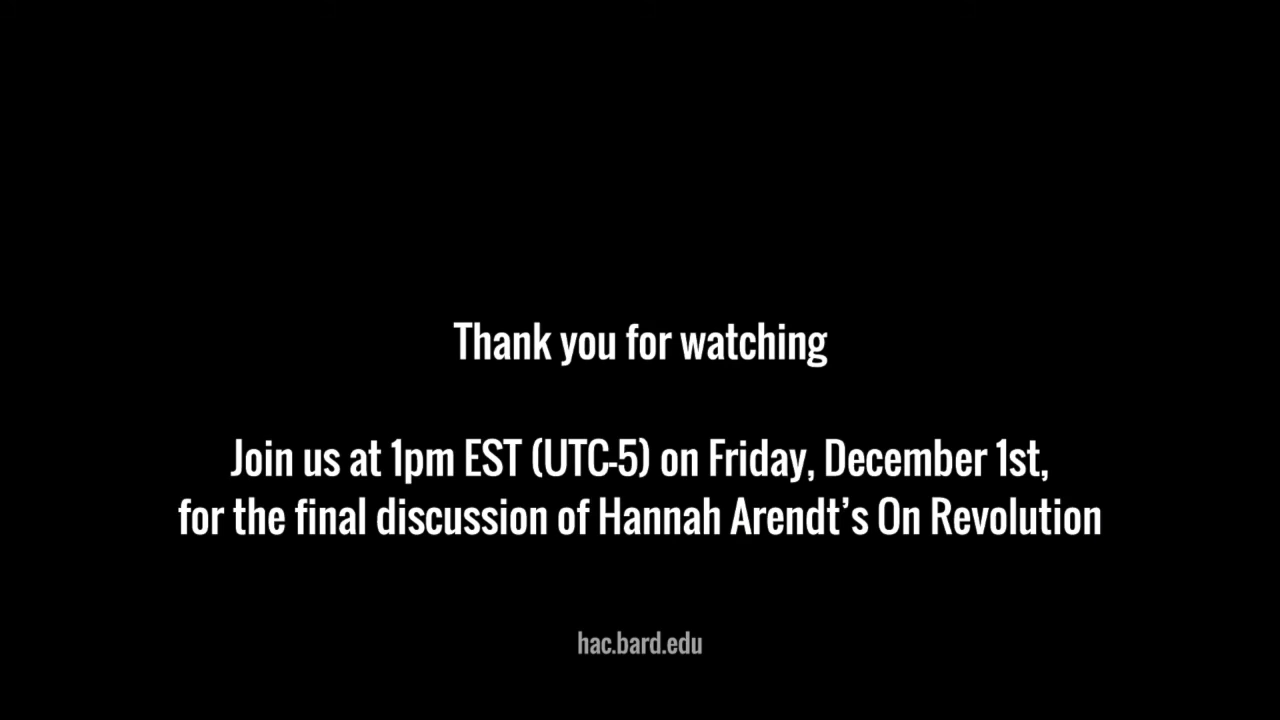 Thank you for watching
Join us at 1pm EST (UTC-5) on Friday, December 1st,
for the final discussion of Hannah Arendt’s On Revolution
hac.bard.edu